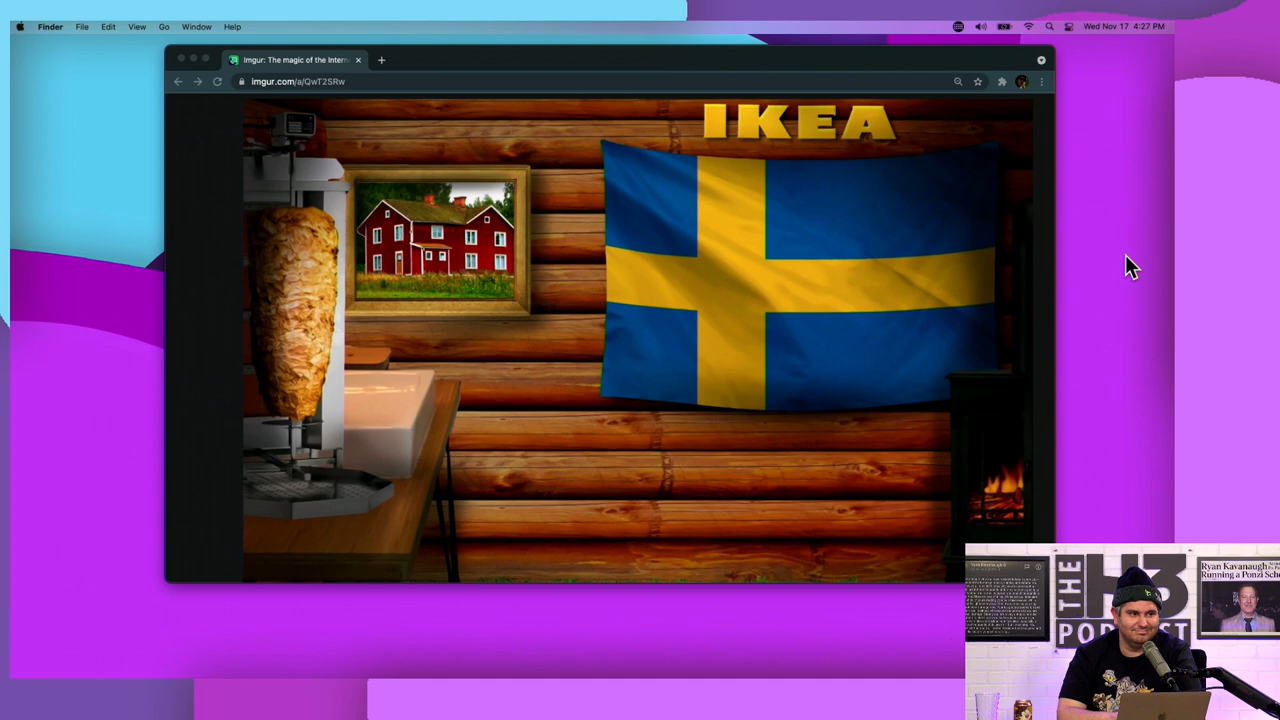 Finder File Edit View Go Window Help
Wed Nov 17 4:27 PM
Imgur: The magic of the Intern
imgur.com/a/QwT2SRw
IKEA
THE
H3
PODCAST
Ryan Kavanaugh
Running a Ponzi Sche